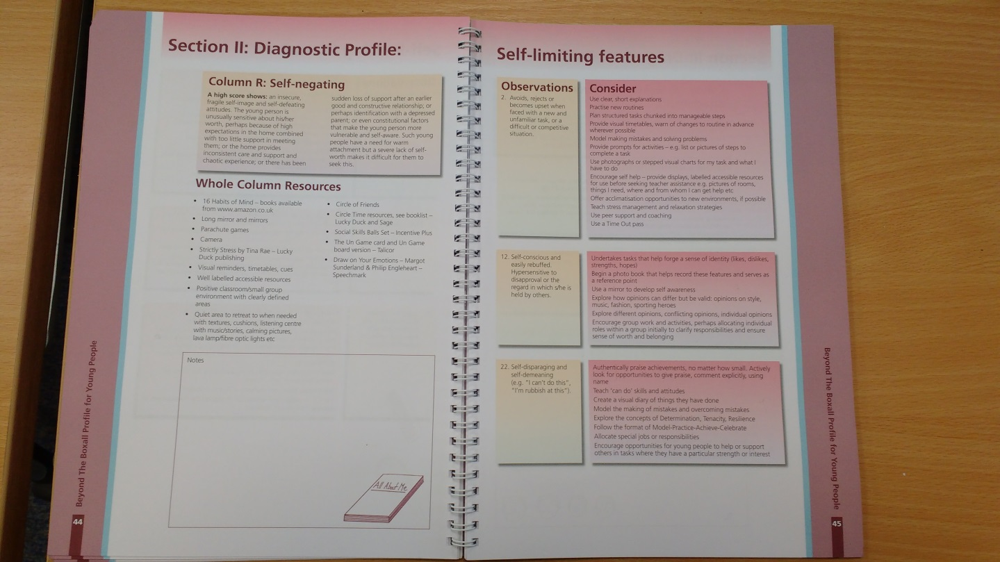 Section II: Diagnostic Profile:
Column R: Self-negating
A high score shows: an insecure,
fragile self-image and self-defeating
attitudes. The young person is
unusually sensitive about his/her
worth, perhaps because of high
expectations in the home combined
with too little support in meeting
them; or the home provides
inconsistent care and support and
chaotic experience; or there has been
sudden loss of support after an earlier
good and constructive relationship; or
perhaps identification with a depressed
parent; or even constitutional factors
that make the young person more
vulnerable and self-aware. Such young
people have a need for warm
attachment but a severe lack of self-
worth makes it difficult for them to
seek this.
Whole Column Resources
• 16 Habits of Mind – books available
from www.amazon.co.uk
• Long mirror and mirrors
• Parachute games
• Camera
• Strictly Stress by Tina Rae – Lucky
Duck publishing
• Visual reminders, timetables, cues
• Well labelled accessible resources
• Positive classroom/small group
environment with clearly defined
areas
• Quiet area to retreat to when needed
with textures, cushions, listening centre
with music/stories, calming pictures,
lava lamp/fibre optic lights etc
• Circle of Friends
• Circle Time resources, see booklist –
Lucky Duck and Sage
• Social Skills Balls Set – Incentive Plus
• The Un Game card and Un Game
board version – Talicor
• Draw on Your Emotions – Margot
Sunderland & Philip Engleheart –
Speechmark
Notes
All About Me
Beyond The Boxall Profile for Young People
44
Self-limiting features
Observations
2. Avoids, rejects or
becomes upset when
faced with a new and
unfamiliar task, or a
difficult or competitive
situation.
Consider
Use clear, short explanations
Practise new routines
Plan structured tasks chunked into manageable steps
Provide visual timetables, warn of changes to routine in advance
wherever possible
Model making mistakes and solving problems
Provide prompts for activities – e.g. list or pictures of steps to
complete a task
Use photographs or stepped visual charts for my task and what I
have to do
Encourage self help – provide displays, labelled accessible resources
for use before seeking teacher assistance e.g. pictures of rooms,
things I need, where and from whom I can get help etc
Offer acclimatisation opportunities to new environments, if possible
Teach stress management and relaxation strategies
Use peer support and coaching
Use a Time Out pass
12. Self-conscious and
easily rebuffed.
Hypersensitive to
disapproval or the
regard in which s/he is
held by others.
Undertakes tasks that help forge a sense of identity (likes, dislikes,
strengths, hopes)
Begin a photo book that helps record these features and serves as
a reference point
Use a mirror to develop self awareness
Explore how opinions can differ but be valid: opinions on style,
music, fashion, sporting heroes
Explore different opinions, conflicting opinions, individual opinions
Encourage group work and activities, perhaps allocating individual
roles within a group initially to clarify responsibilities and ensure
sense of worth and belonging
22. Self-disparaging and
self-demeaning
(e.g. "I can't do this",
"I'm rubbish at this").
Authentically praise achievements, no matter how small. Actively
look for opportunities to give praise, comment explicitly, using
name
Teach 'can do' skills and attitudes
Create a visual diary of things they have done
Model the making of mistakes and overcoming mistakes
Explore the concepts of Determination, Tenacity, Resilience
Follow the format of Model-Practice-Achieve-Celebrate
Allocate special jobs or responsibilities
Encourage opportunities for young people to help or support
others in tasks where they have a particular strength or interest
Beyond The Boxall Profile for Young People
45